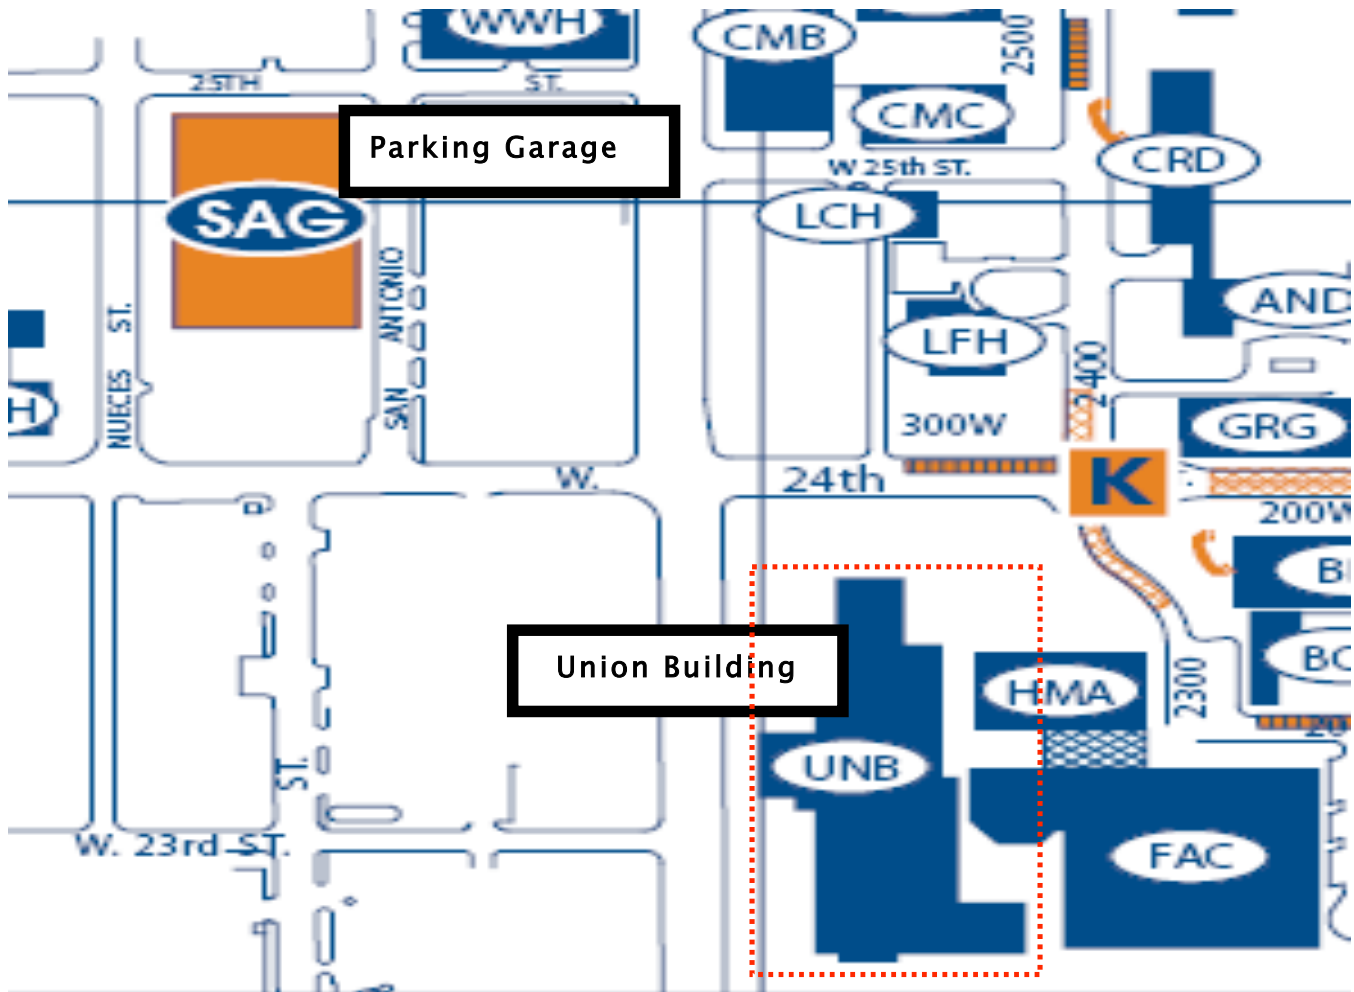 WWH
CMB
2500
25TH ST.
CMC
Parking Garage
CRD
W 25th ST.
SAG
LCH
SAN ANTONIO
NUECES ST.
AND
LFH
2400
H
300W
GRG
W. 24th
K
200W
Union Building
BC
HMA
2300
UNB
ST.
W. 23rd ST.
FAC